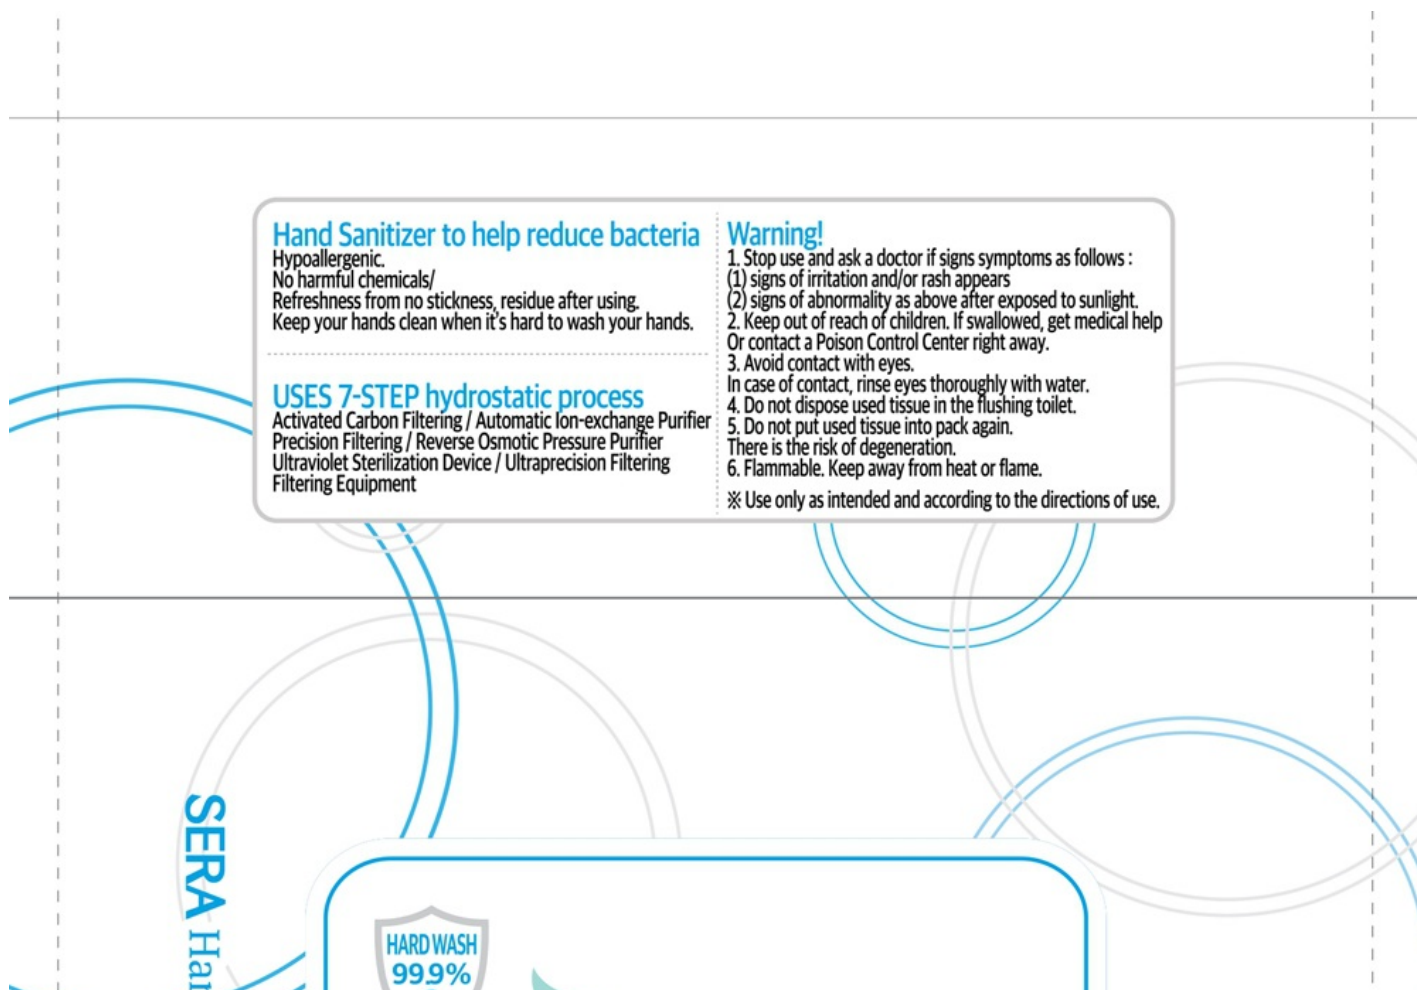 Hand Sanitizer to help reduce bacteria
Hypoallergenic.
No harmful chemicals/
Refreshness from no stickness, residue after using.
Keep your hands clean when it's hard to wash your hands.
USES 7-STEP hydrostatic process
Activated Carbon Filtering / Automatic Ion-exchange Purifier
Precision Filtering / Reverse Osmotic Pressure Purifier
Ultraviolet Sterilization Device / Ultraprecision Filtering
Filtering Equipment
Warning!
1. Stop use and ask a doctor if signs symptoms as follows :
(1) signs of irritation and/or rash appears
(2) signs of abnormality as above after exposed to sunlight.
2. Keep out of reach of children. If swallowed, get medical help
Or contact a Poison Control Center right away.
3. Avoid contact with eyes.
In case of contact, rinse eyes thoroughly with water.
4. Do not dispose used tissue in the flushing toilet.
5. Do not put used tissue into pack again.
There is the risk of degeneration.
6. Flammable. Keep away from heat or flame.
※ Use only as intended and according to the directions of use.
SERA
HARD WASH
99.9%